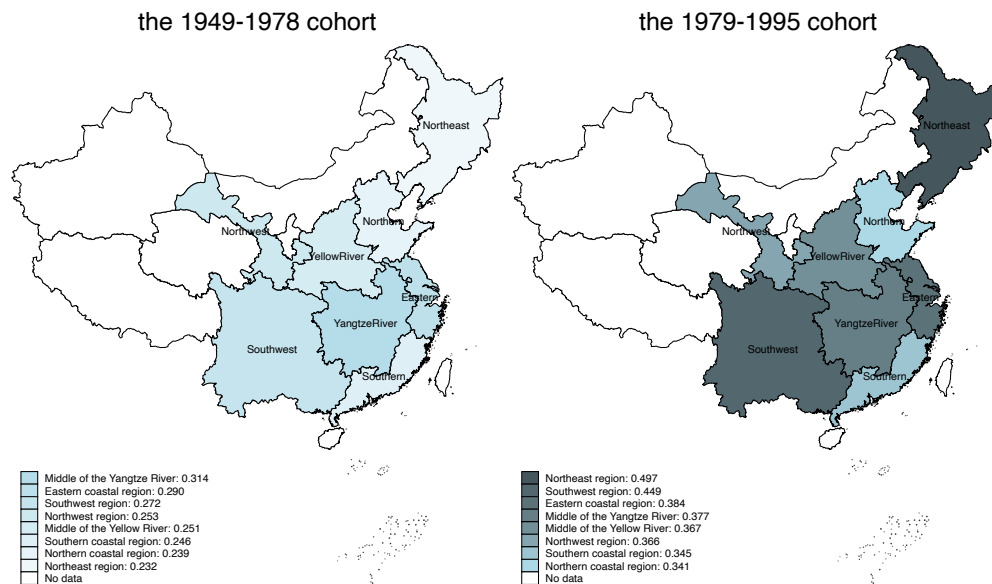 the 1949-1978 cohort
Northeast
Northern
Northwest
YellowRiver
Eastern
YangtzeRiver
Southwest
Southern
Middle of the Yangtze River: 0.314
Eastern coastal region: 0.290
Southwest region: 0.272
Northwest region: 0.253
Middle of the Yellow River: 0.251
Southern coastal region: 0.246
Northern coastal region: 0.239
Northeast region: 0.232
No data
the 1979-1995 cohort
Northeast
Northern
Northwest
YellowRiver
Eastern
YangtzeRiver
Southwest
Southern
Northeast region: 0.497
Southwest region: 0.449
Eastern coastal region: 0.384
Middle of the Yangtze River: 0.377
Middle of the Yellow River: 0.367
Northwest region: 0.366
Southern coastal region: 0.345
Northern coastal region: 0.341
No data